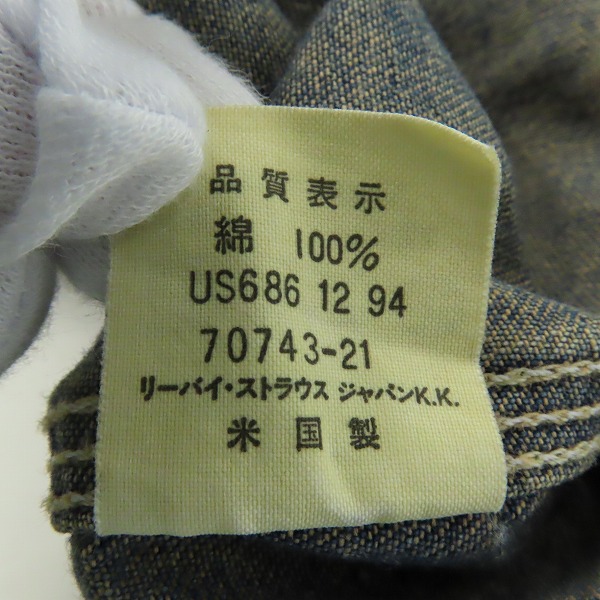 品質表示
綿 100%
US686 12 94
70743-21
リーバイ・ストラウス ジャパンK.K.
米国製